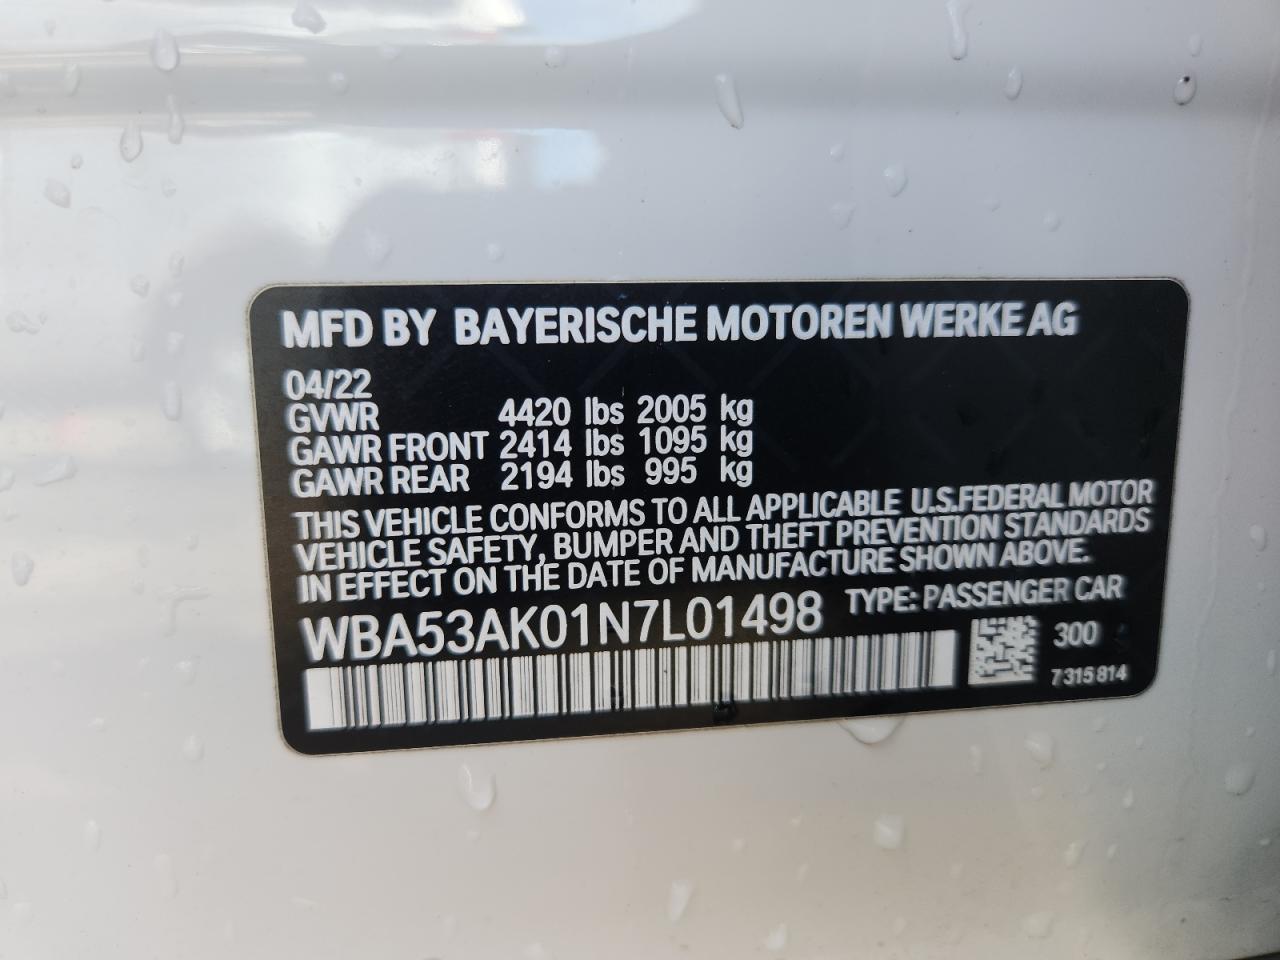 MFD BY BAYERISCHE MOTOREN WERKE AG
04/22
GVWR 4420 lbs 2005 kg
GAWR FRONT 2414 lbs 1095 kg
GAWR REAR 2194 lbs 995 kg
THIS VEHICLE CONFORMS TO ALL APPLICABLE U.S.FEDERAL MOTOR
VEHICLE SAFETY, BUMPER AND THEFT PREVENTION STANDARDS
IN EFFECT ON THE DATE OF MANUFACTURE SHOWN ABOVE.
WBA53AK01N7L01498 TYPE: PASSENGER CAR
300
7315814